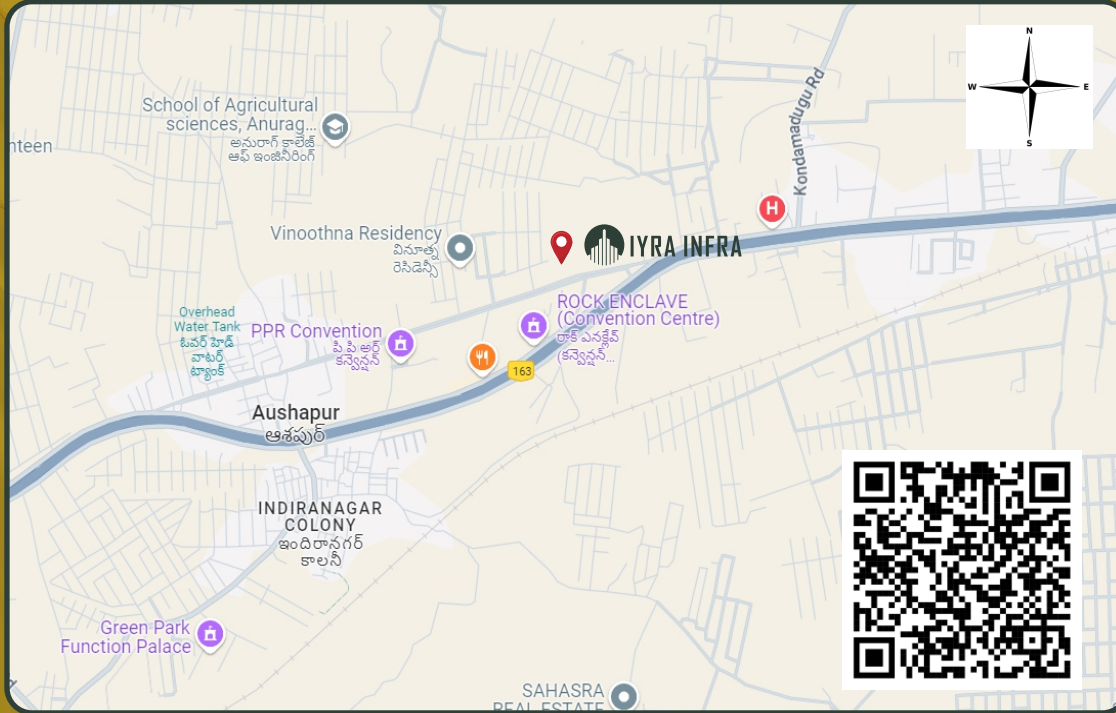 N
W E
S
Kondamadugu Rd
School of Agricultural
sciences, Anurag...
అనురాగ్ కాలేజ్
ఆఫ్ ఇంజినీరింగ్
nteen
H
Vinoothna Residency
వినూత్న
రెసిడెన్సీ
IYRA INFRA
ROCK ENCLAVE
(Convention Centre)
రాక్ ఎనక్లేవ్
(కన్వెన్షన్...
Overhead
Water Tank
ఓవర్ హెడ్
వాటర్
ట్యాంక్
PPR Convention
పి.పి.ఆర్
కన్వెన్షన్
163
Aushapur
ఆశపుర్
INDIRANAGAR
COLONY
ఇందిరానగర్
కాలనీ
Green Park
Function Palace
SAHASRA
REAL ESTATE